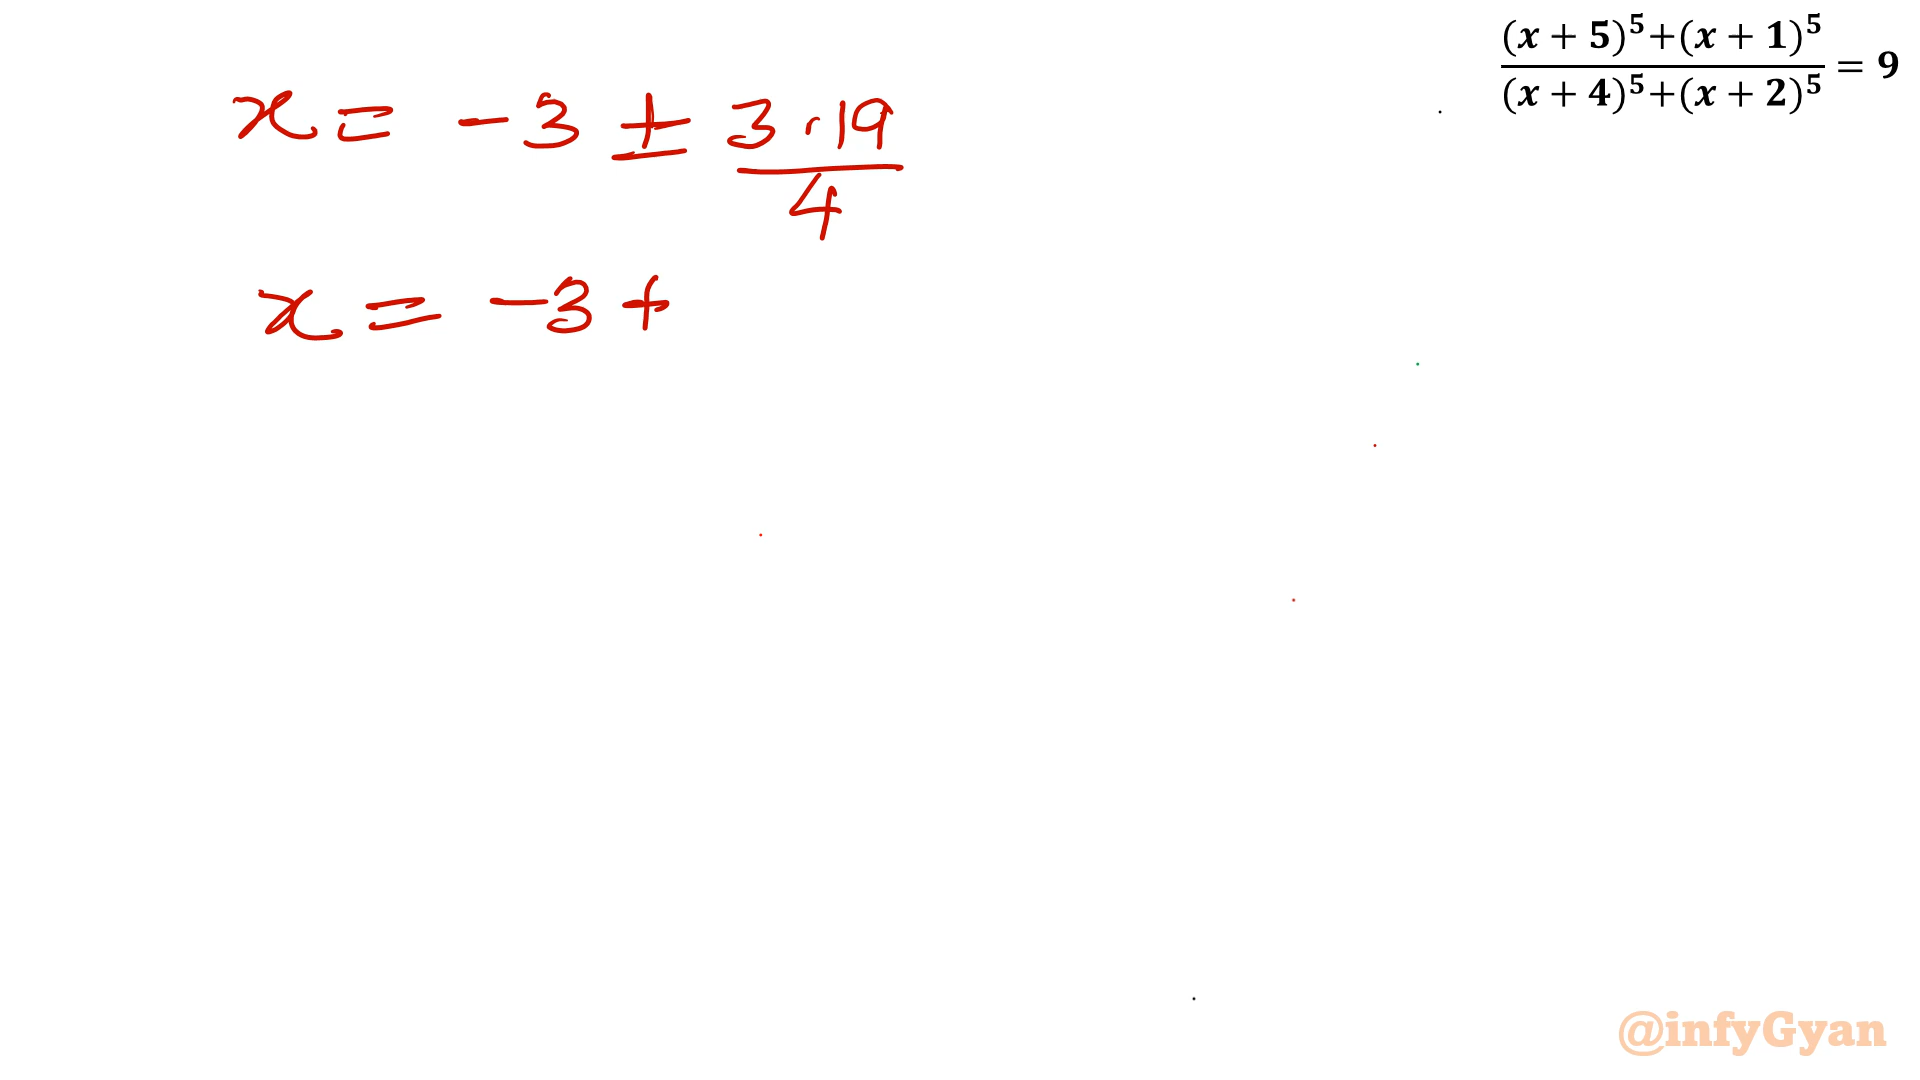 (x + 5)⁵+(x + 1)⁵
/(x + 4)⁵+(x + 2)⁵ = 9
x = -3 ± 3.19/4
x = -3 +
@infyGyan